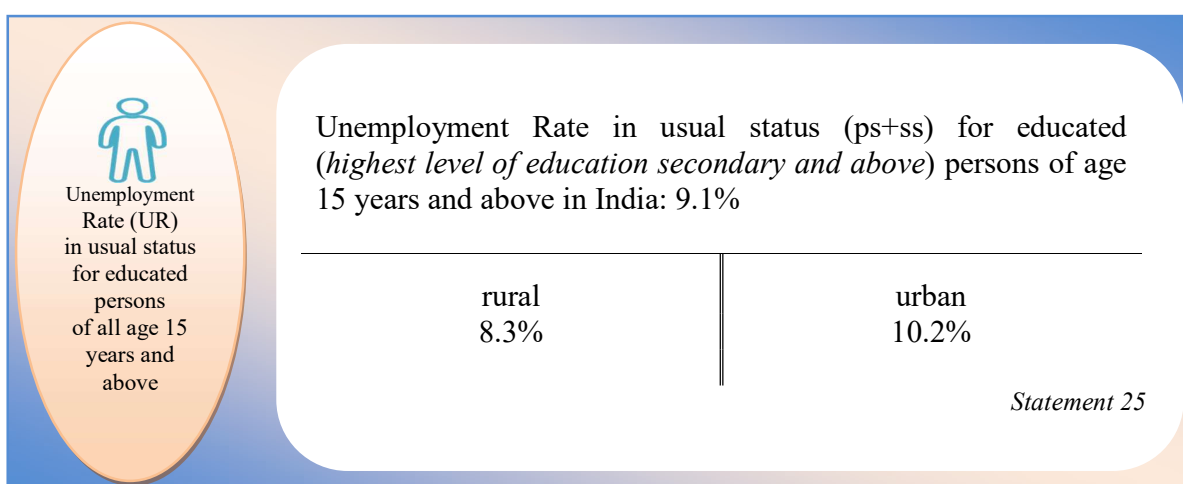 Unemployment
Rate (UR)
in usual status
for educated
persons
of all age 15
years and
above
Unemployment Rate in usual status (ps+ss) for educated
(highest level of education secondary and above) persons of age
15 years and above in India: 9.1%
rural
8.3%
urban
10.2%
Statement 25